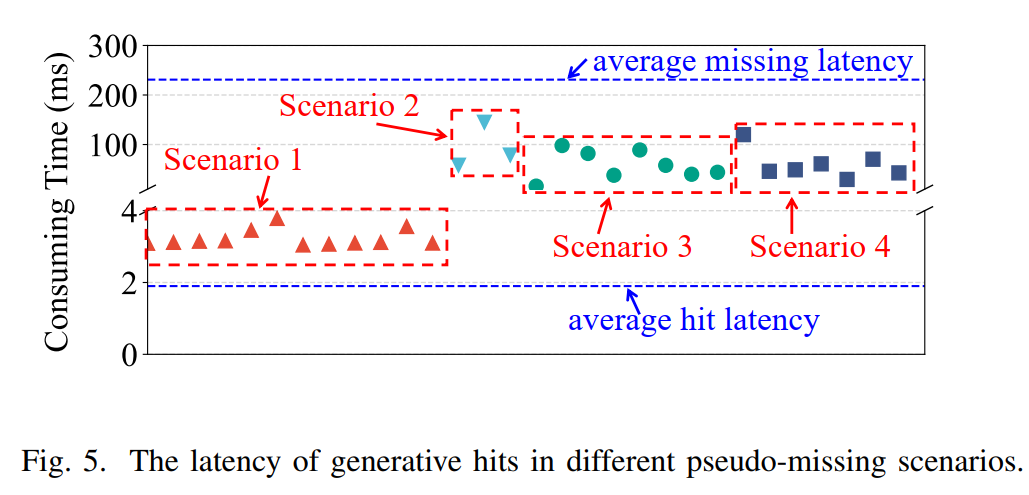 300
average missing latency
Scenario 2
200
Scenario 1
100
4
Scenario 3
Scenario 4
2
average hit latency
0
Consuming Time (ms)
Fig. 5. The latency of generative hits in different pseudo-missing scenarios.